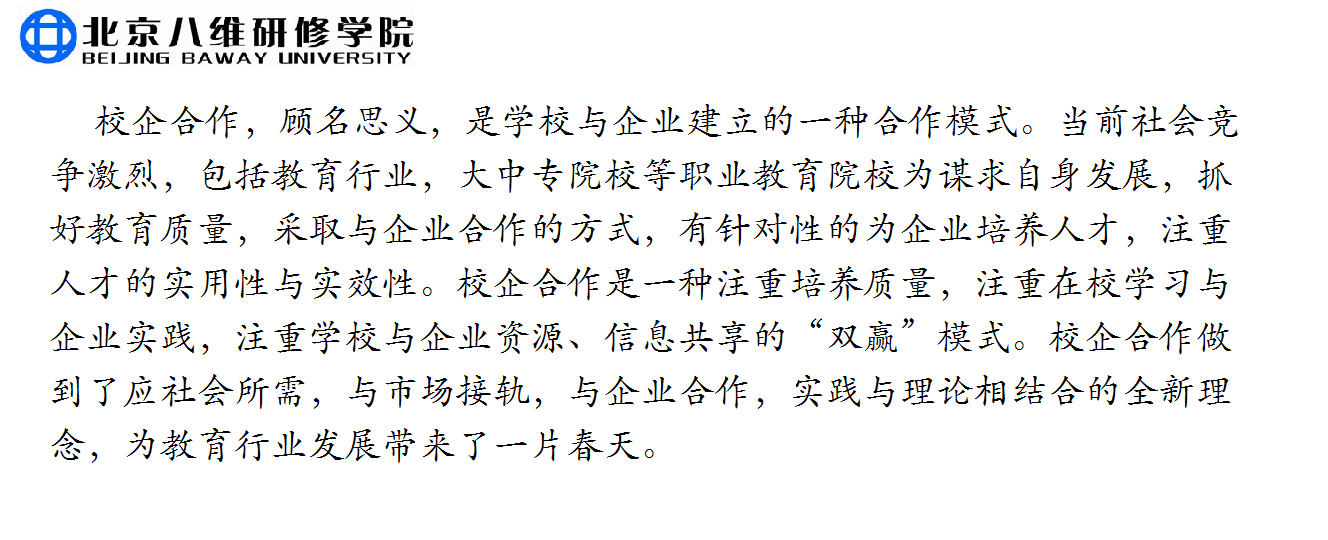 北京八维研修学院
BEIJING BAWAY UNIVERSITY
校企合作，顾名思义，是学校与企业建立的一种合作模式。当前社会竞
争激烈，包括教育行业，大中专院校等职业教育院校为谋求自身发展，抓
好教育质量，采取与企业合作的方式，有针对性的为企业培养人才，注重
人才的实用性与实效性。校企合作是一种注重培养质量，注重在校学习与
企业实践，注重学校与企业资源、信息共享的“双赢”模式。校企合作做
到了应社会所需，与市场接轨，与企业合作，实践与理论相结合的全新理
念，为教育行业发展带来了一片春天。